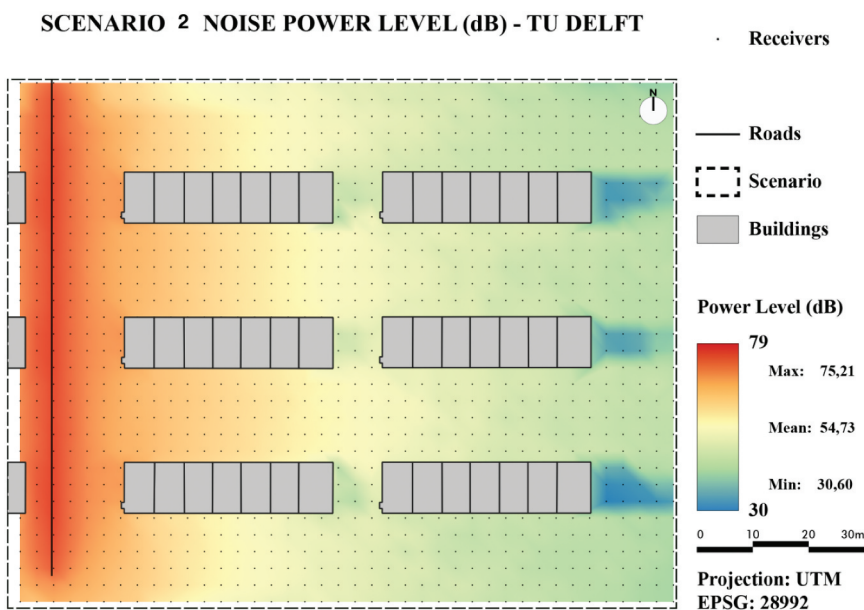 SCENARIO 2 NOISE POWER LEVEL (dB) - TU DELFT
Receivers
N
Roads
Scenario
Buildings
Power Level (dB)
79
Max: 75,21
Mean: 54,73
Min: 30,60
30
0 10 20 30m
Projection: UTM
EPSG: 28992